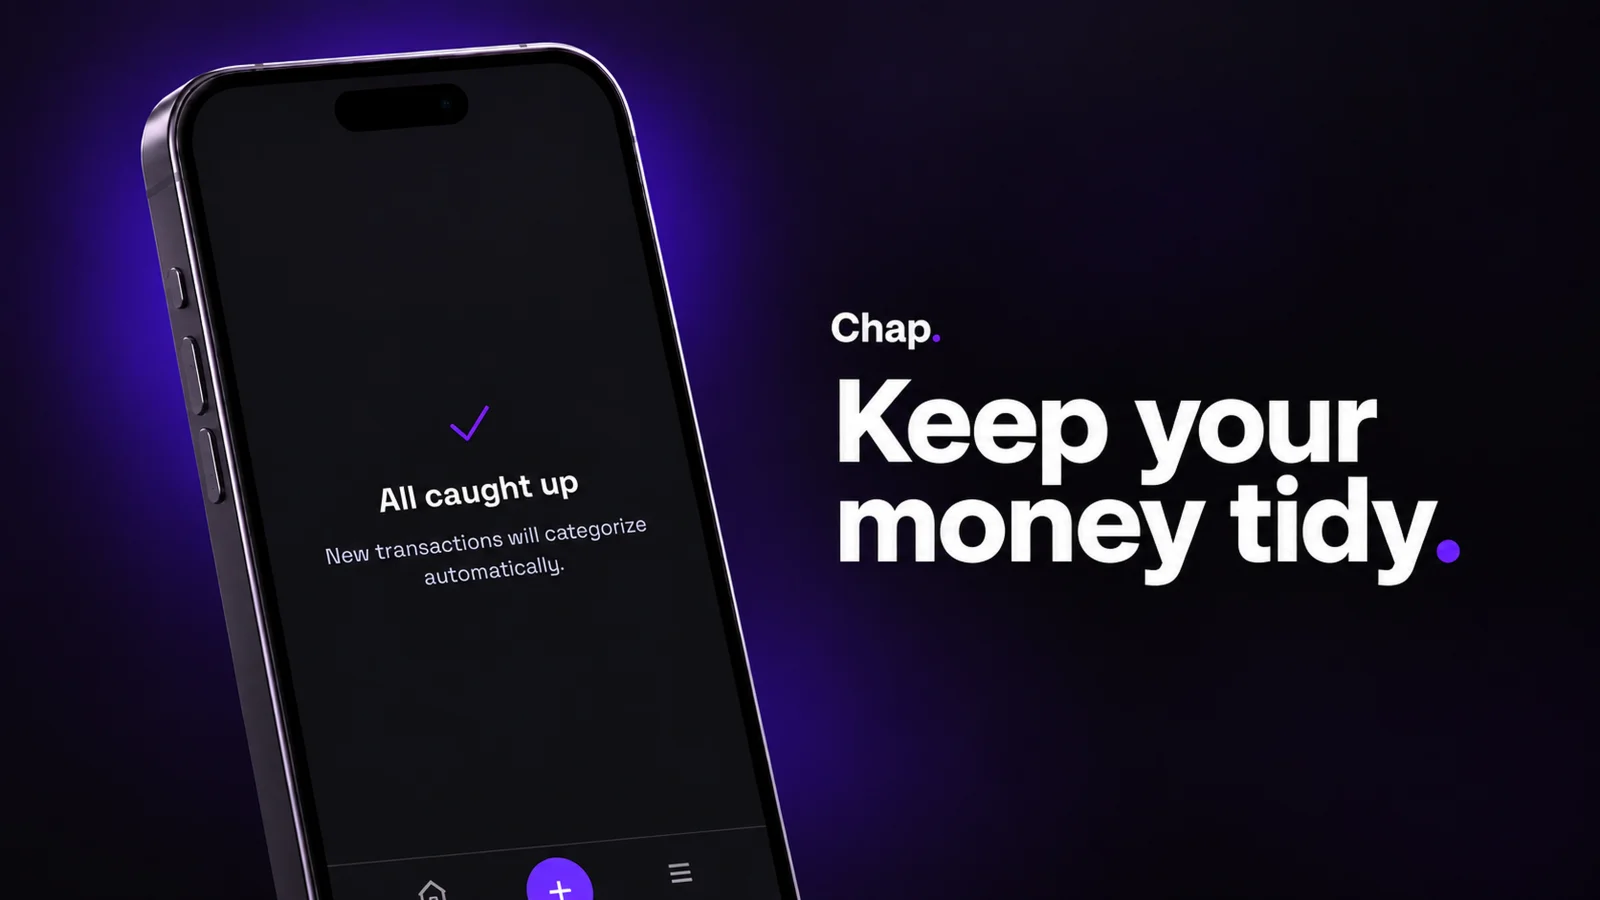 All caught up
New transactions will categorize
automatically.
Chap.
Keep your
money tidy.